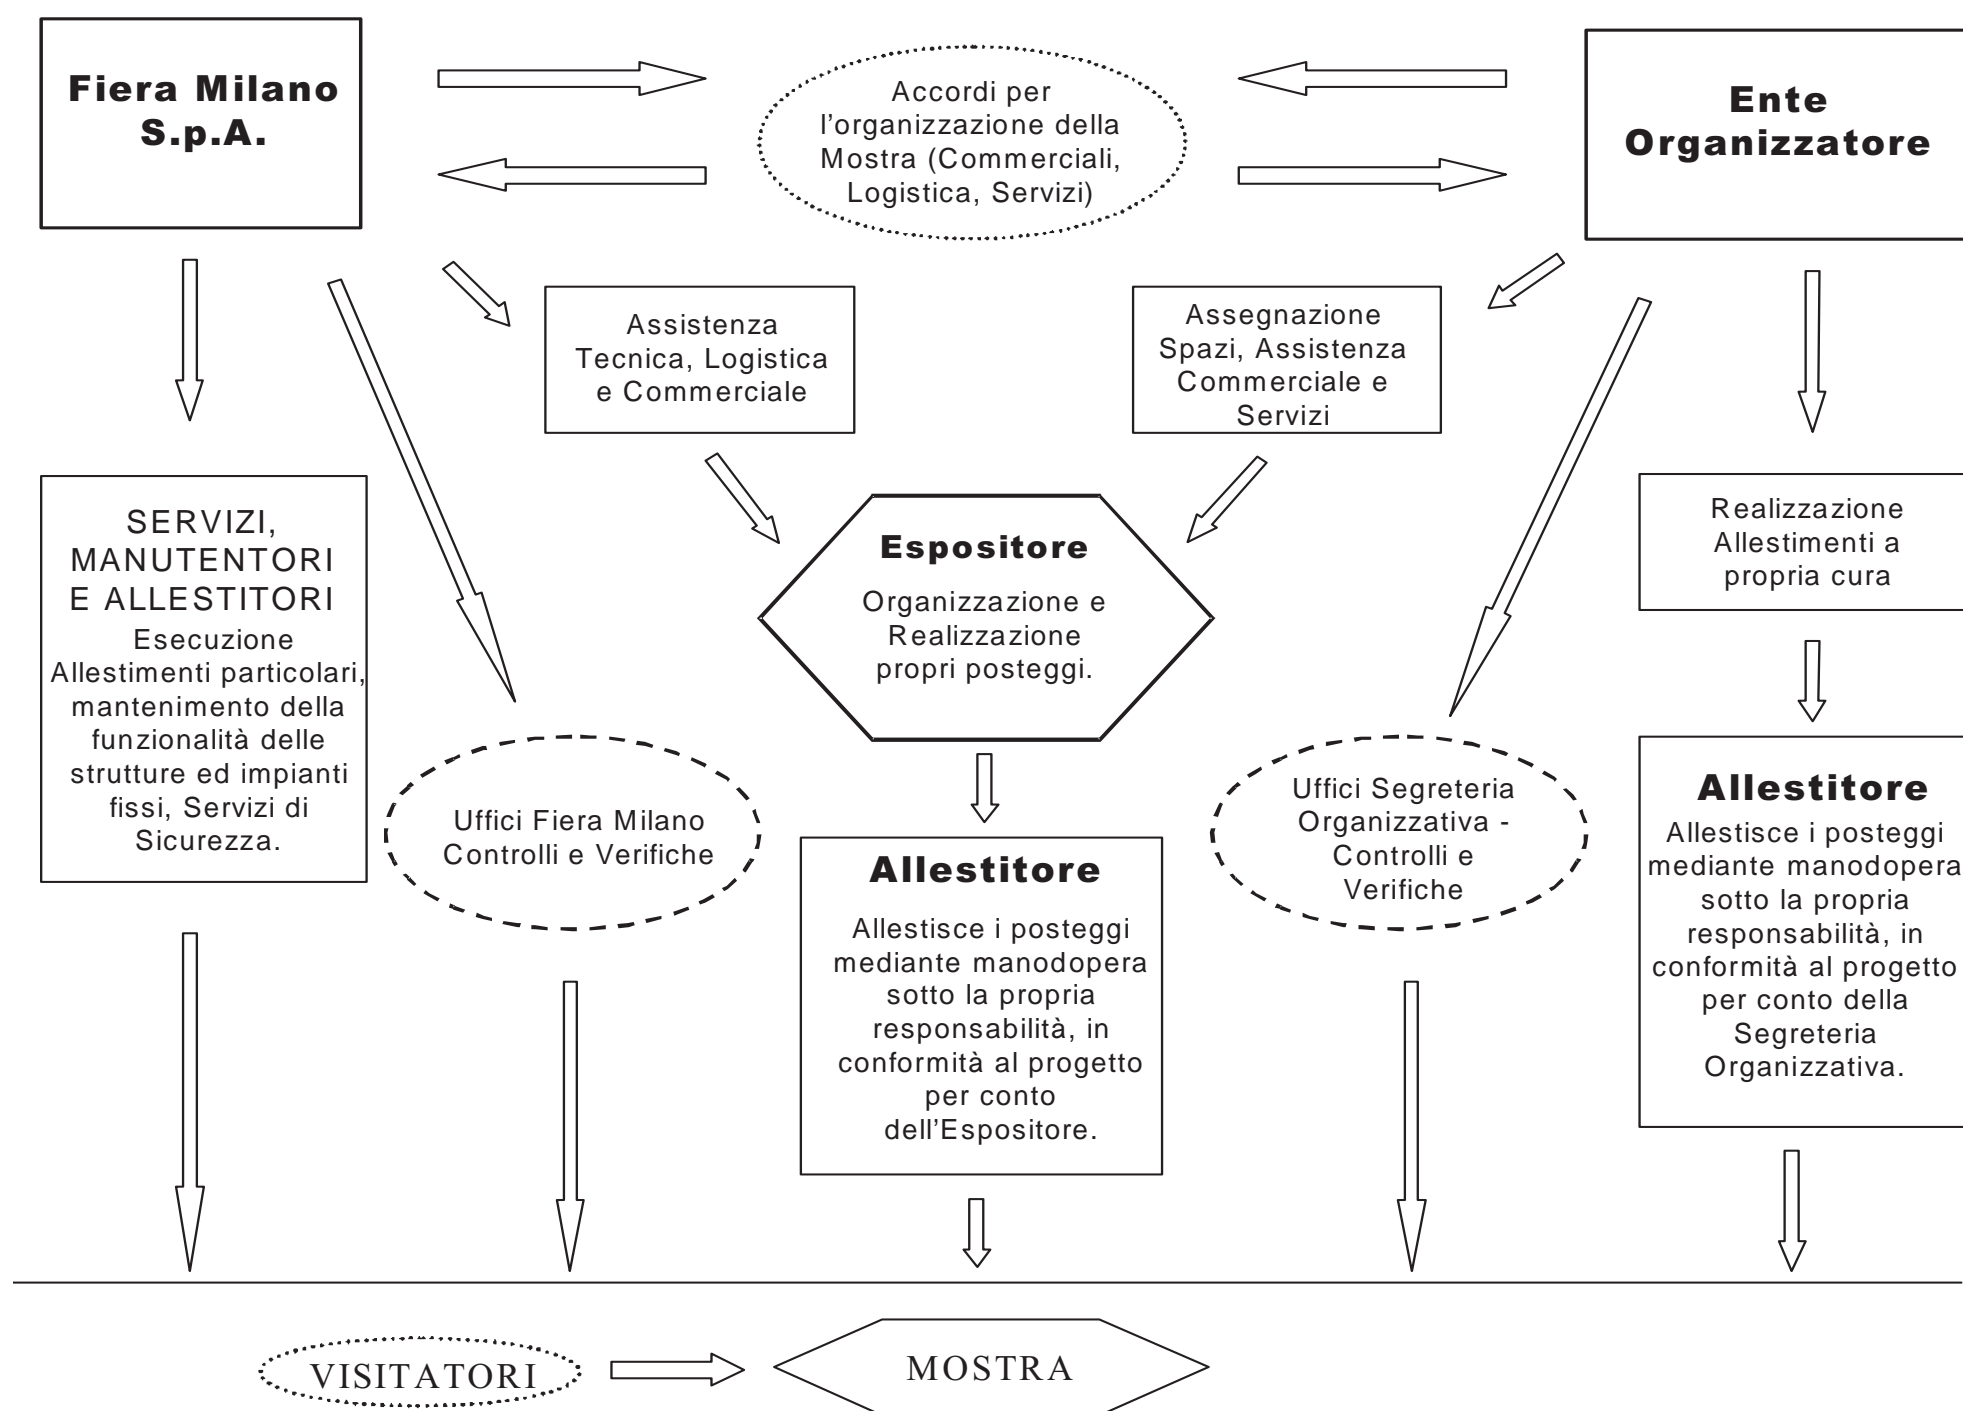 Fiera Milano
S.p.A.
Accordi per
l'organizzazione della
Mostra (Commerciali,
Logistica, Servizi)
Ente
Organizzatore
Assistenza
Tecnica, Logistica
e Commerciale
Assegnazione
Spazi, Assistenza
Commerciale e
Servizi
SERVIZI,
MANUTENTORI
E ALLESTITORI
Esecuzione
Allestimenti particolari,
mantenimento della
funzionalità delle
strutture ed impianti
fissi, Servizi di
Sicurezza.
Espositore
Organizzazione e
Realizzazione
propri posteggi.
Realizzazione
Allestimenti a
propria cura
Uffici Fiera Milano
Controlli e Verifiche
Allestitore
Allestisce i posteggi
mediante manodopera
sotto la propria
responsabilità, in
conformità al progetto
per conto
dell'Espositore.
Uffici Segreteria
Organizzativa -
Controlli e
Verifiche
Allestitore
Allestisce i posteggi
mediante manodopera
sotto la propria
responsabilità, in
conformità al progetto
per conto della
Segreteria
Organizzativa.
VISITATORI
MOSTRA